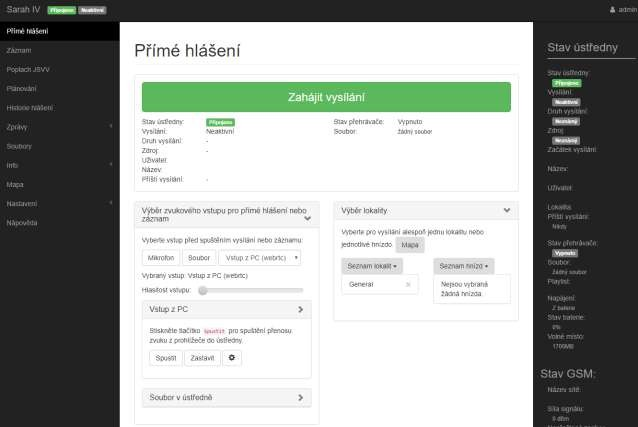 Sarah IV Připojeno Neaktivní
admin
Přímé hlášení
Záznam
Poplach JSVV
Plánování
Historie hlášení
Zprávy
Soubory
Info
Mapa
Nastavení
Nápověda
Přímé hlášení
Zahájit vysílání
Stav ústředny: Připojeno
Vysílání: Neaktivní
Druh vysílání: -
Zdroj: -
Uživatel:
Název:
Příští vysílání: -
Stav přehrávače: Vypnuto
Soubor: žádný soubor
Výběr zvukového vstupu pro přímé hlášení nebo
záznam
Vyberte vstup před spuštěním vysílání nebo záznamu:
Mikrofon Soubor Vstup z PC (webrtc)
Vybraný vstup: Vstup z PC (webrtc)
Hlasitost vstupu:
Vstup z PC
Stiskněte tlačítko Spustit pro spuštění přenosu
zvuku z prohlížeče do ústředny.
Spustit Zastavit
Soubor v ústředně
Výběr lokality
Vyberte pro vysílání alespoň jednu lokalitu nebo
jednotlivé hnízdo. Mapa
Seznam lokalit
General
Seznam hnízd
Nejsou vybraná
žádná hnízda.
Stav ústředny
Stav ústředny:
Připojeno
Vysílání:
Neaktivní
Druh vysílání:
Neznámý
Zdroj:
Neznámý
Začátek vysílání:
Název:
Uživatel:
Lokalita:
Příští vysílání:
Nikdy
Stav přehrávače:
Vypnuto
Soubor:
žádný soubor
Playlist:
Napájení:
Z baterie
Stav baterie:
0%
Volné místo:
1709MB
Stav GSM:
Název sítě:
Síla signálu:
0 dBm